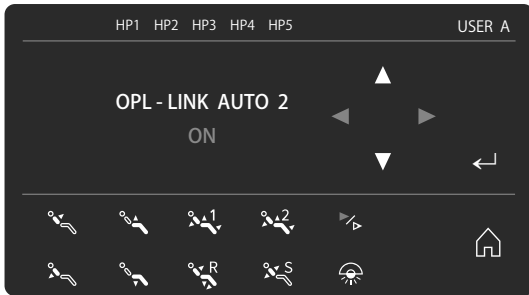 HP1 HP2 HP3 HP4 HP5 USER A
OPL - LINK AUTO 2
ON
1 2
R S